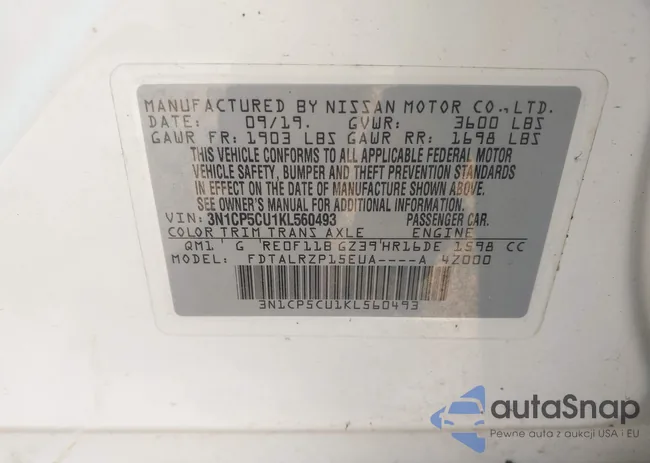 MANUFACTURED BY NISSAN MOTOR CO., LTD.
DATE: 09/19. GVWR: 3600 LBS
GAWR FR: 1903 LBS GAWR RR: 1698 LBS
THIS VEHICLE CONFORMS TO ALL APPLICABLE FEDERAL MOTOR
VEHICLE SAFETY, BUMPER, AND THEFT PREVENTION STANDARDS
IN EFFECT ON THE DATE OF MANUFACTURE SHOWN ABOVE.
SEE OWNER'S MANUAL FOR ADDITIONAL INFORMATION.
VIN: 3N1CP5CU1KL560493 PASSENGER CAR.
COLOR TRIM TRANS AXLE ENGINE
QM1 G RE0F11B GZ39 HR16DE 1598 CC
MODEL: FDTALRZP15EUA----A 4Z000
3N1CP5CU1KL560493
autaSnap
Pewne auta z aukcji USA i EU